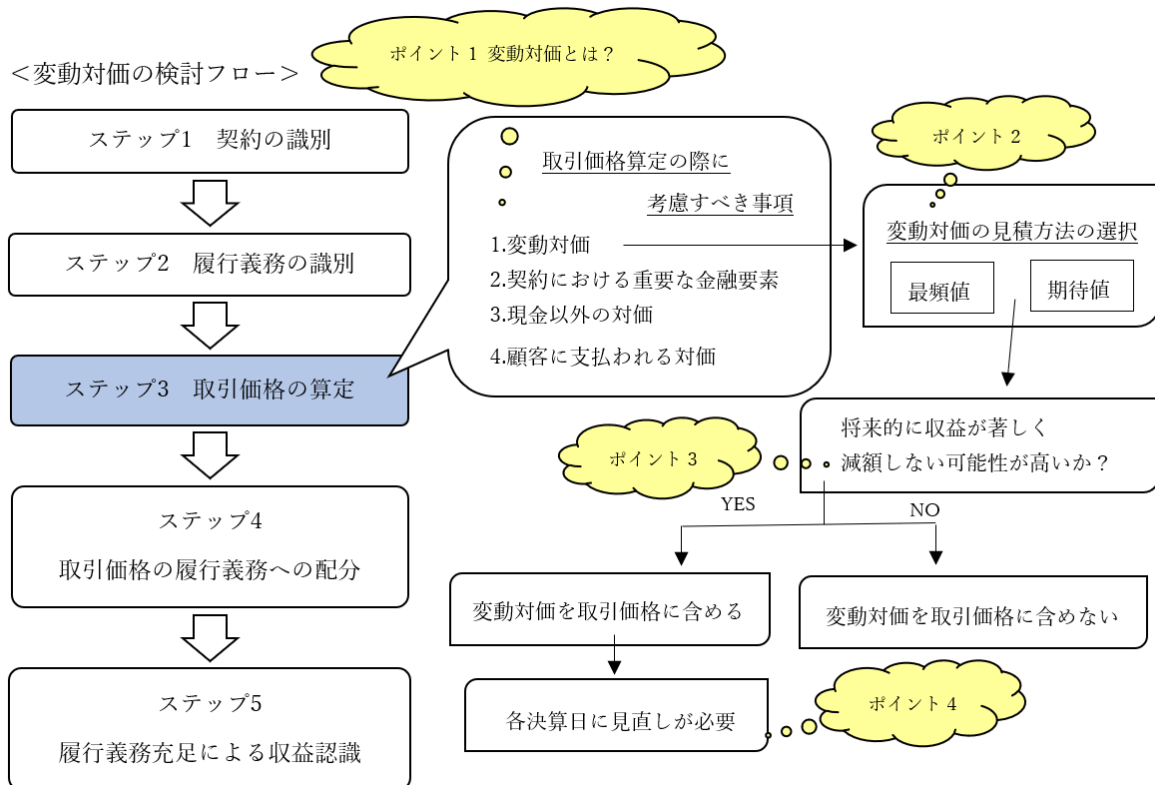 ポイント1 変動対価とは？
＜変動対価の検討フロー＞
ステップ1　契約の識別
ステップ2　履行義務の識別
ステップ3　取引価格の算定
ステップ4
取引価格の履行義務への配分
ステップ5
履行義務充足による収益認識
取引価格算定の際に
考慮すべき事項
1.変動対価
2.契約における重要な金融要素
3.現金以外の対価
4.顧客に支払われる対価
ポイント2
変動対価の見積方法の選択
最頻値
期待値
ポイント3
将来的に収益が著しく
減額しない可能性が高いか？
YES
NO
変動対価を取引価格に含める
変動対価を取引価格に含めない
各決算日に見直しが必要
ポイント4